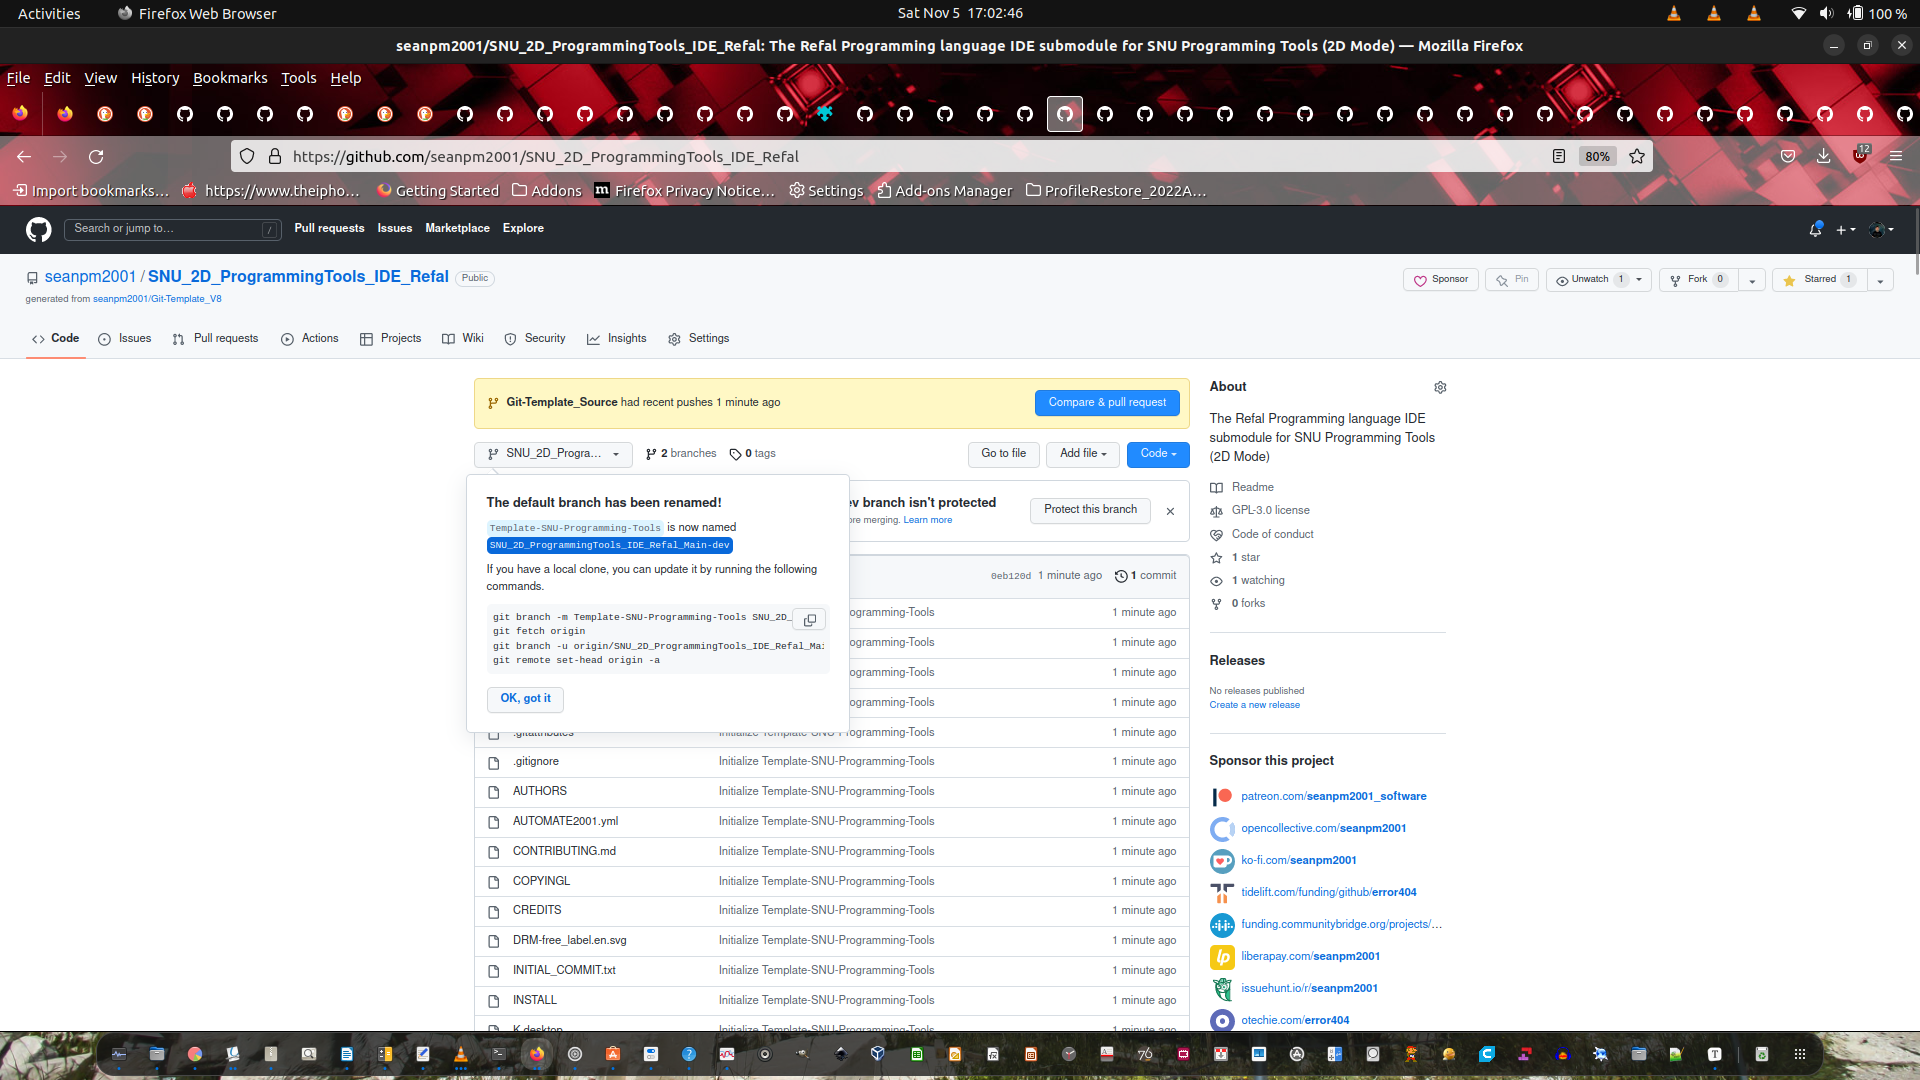 Activities
Firefox Web Browser
Sat Nov 5  17:02:46
100 %
seanpm2001/SNU_2D_ProgrammingTools_IDE_Refal: The Refal Programming language IDE submodule for SNU Programming Tools (2D Mode) — Mozilla Firefox
File Edit View History Bookmarks Tools Help
https://github.com/seanpm2001/SNU_2D_ProgrammingTools_IDE_Refal
80%
12
Import bookmarks…
https://www.theipho…
Getting Started
Addons
Firefox Privacy Notice…
Settings
Add-ons Manager
ProfileRestore_2022A…
Search or jump to…
/
Pull requests
Issues
Marketplace
Explore
seanpm2001 / SNU_2D_ProgrammingTools_IDE_Refal
Public
generated from seanpm2001/Git-Template_V8
Sponsor
Pin
Unwatch 1
Fork 0
Starred 1
Code
Issues
Pull requests
Actions
Projects
Wiki
Security
Insights
Settings
Git-Template_Source had recent pushes 1 minute ago
Compare & pull request
SNU_2D_Progra…
2 branches
0 tags
Go to file
Add file
Code
The default branch has been renamed!
Template-SNU-Programming-Tools is now named
SNU_2D_ProgrammingTools_IDE_Refal_Main-dev
If you have a local clone, you can update it by running the following
commands.
git branch -m Template-SNU-Programming-Tools SNU_2D_
git fetch origin
git branch -u origin/SNU_2D_ProgrammingTools_IDE_Refal_Mai
git remote set-head origin -a
OK, got it
ev branch isn't protected
ore merging. Learn more
Protect this branch
0eb120d 1 minute ago
1 commit
ogramming-Tools 1 minute ago
ogramming-Tools 1 minute ago
ogramming-Tools 1 minute ago
ogramming-Tools 1 minute ago
.gitattributes Initialize Template-SNU-Programming-Tools 1 minute ago
.gitignore Initialize Template-SNU-Programming-Tools 1 minute ago
AUTHORS Initialize Template-SNU-Programming-Tools 1 minute ago
AUTOMATE2001.yml Initialize Template-SNU-Programming-Tools 1 minute ago
CONTRIBUTING.md Initialize Template-SNU-Programming-Tools 1 minute ago
COPYINGL Initialize Template-SNU-Programming-Tools 1 minute ago
CREDITS Initialize Template-SNU-Programming-Tools 1 minute ago
DRM-free_label.en.svg Initialize Template-SNU-Programming-Tools 1 minute ago
INITIAL_COMMIT.txt Initialize Template-SNU-Programming-Tools 1 minute ago
INSTALL Initialize Template-SNU-Programming-Tools 1 minute ago
K.desktop Initialize Template-SNU-Programming-Tools 1 minute ago
About
The Refal Programming language IDE
submodule for SNU Programming Tools
(2D Mode)
Readme
GPL-3.0 license
Code of conduct
1 star
1 watching
0 forks
Releases
No releases published
Create a new release
Sponsor this project
patreon.com/seanpm2001_software
opencollective.com/seanpm2001
ko-fi.com/seanpm2001
tidelift.com/funding/github/error404
funding.communitybridge.org/projects/…
lp
liberapay.com/seanpm2001
issuehunt.io/r/seanpm2001
otechie.com/error404